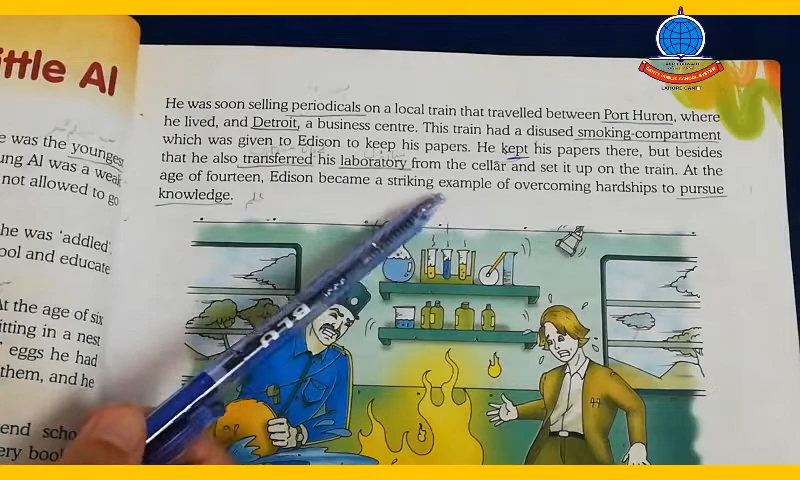 ittle Al
e was the youngest
ung Al was a weak
not allowed to go
he was 'addled'.
ool and educate
At the age of six
itting in a nest
eggs he had
them, and he
end scho
ery boo
He was soon selling periodicals on a local train that travelled between Port Huron, where
he lived, and Detroit, a business centre. This train had a disused smoking-compartment
which was given to Edison to keep his papers. He kept his papers there, but besides
that he also transferred his laboratory from the cellar and set it up on the train. At the
age of fourteen, Edison became a striking example of overcoming hardships to pursue
knowledge.
LAHORE CANTT